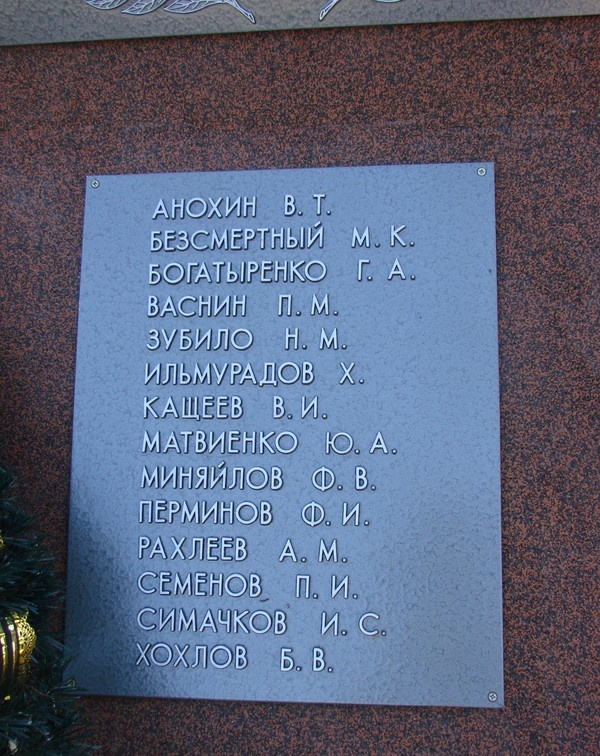 АНОХИН В. Т.
БЕЗСМЕРТНЫЙ М. К.
БОГАТЫРЕНКО Г. А.
ВАСНИН П. М.
ЗУБИЛО Н. М.
ИЛЬМУРАДОВ Х.
КАЩЕЕВ В. И.
МАТВИЕНКО Ю. А.
МИНЯЙЛОВ Ф. В.
ПЕРМИНОВ Ф. И.
РАХЛЕЕВ А. М.
СЕМЕНОВ П. И.
СИМАЧКОВ И. С.
ХОХЛОВ Б. В.